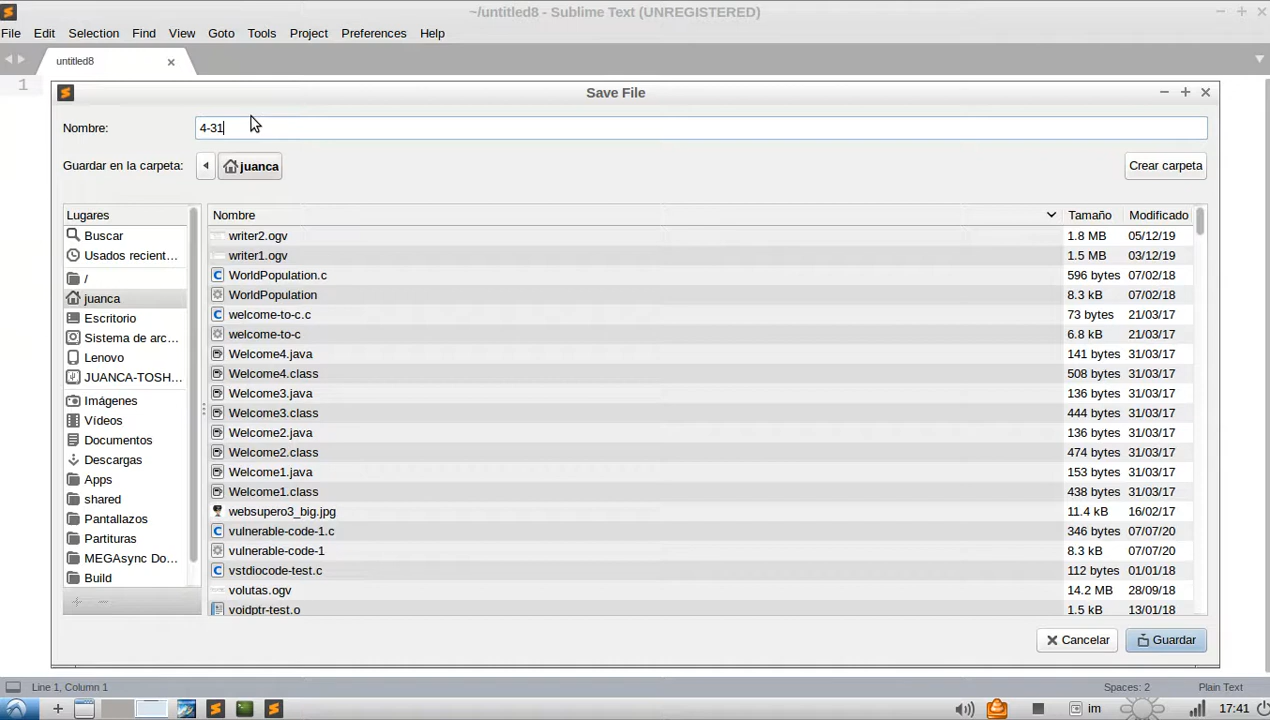 ~/untitled8 - Sublime Text (UNREGISTERED)
File Edit Selection Find View Goto Tools Project Preferences Help
untitled8
1
Save File
Nombre: 4-31
Guardar en la carpeta: juanca Crear carpeta
Lugares
Buscar
Usados recient...
/
juanca
Escritorio
Sistema de arc...
Lenovo
JUANCA-TOSH...
Imágenes
Vídeos
Documentos
Descargas
Apps
shared
Pantallazos
Partituras
MEGAsync Do...
Build
Nombre Tamaño Modificado
writer2.ogv 1.8 MB 05/12/19
writer1.ogv 1.5 MB 03/12/19
WorldPopulation.c 596 bytes 07/02/18
WorldPopulation 8.3 kB 07/02/18
welcome-to-c.c 73 bytes 21/03/17
welcome-to-c 6.8 kB 21/03/17
Welcome4.java 141 bytes 31/03/17
Welcome4.class 508 bytes 31/03/17
Welcome3.java 136 bytes 31/03/17
Welcome3.class 444 bytes 31/03/17
Welcome2.java 136 bytes 31/03/17
Welcome2.class 474 bytes 31/03/17
Welcome1.java 153 bytes 31/03/17
Welcome1.class 438 bytes 31/03/17
websupero3_big.jpg 11.4 kB 16/02/17
vulnerable-code-1.c 346 bytes 07/07/20
vulnerable-code-1 8.3 kB 07/07/20
vstdiocode-test.c 112 bytes 01/01/18
volutas.ogv 14.2 MB 28/09/18
voidptr-test.o 1.5 kB 13/01/18
Cancelar Guardar
Line 1, Column 1 Spaces: 2 Plain Text
im 17:41